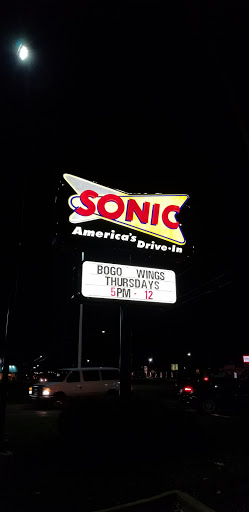 SONIC
America's Drive-In
BOGO WINGS
THURSDAYS
5PM - 12